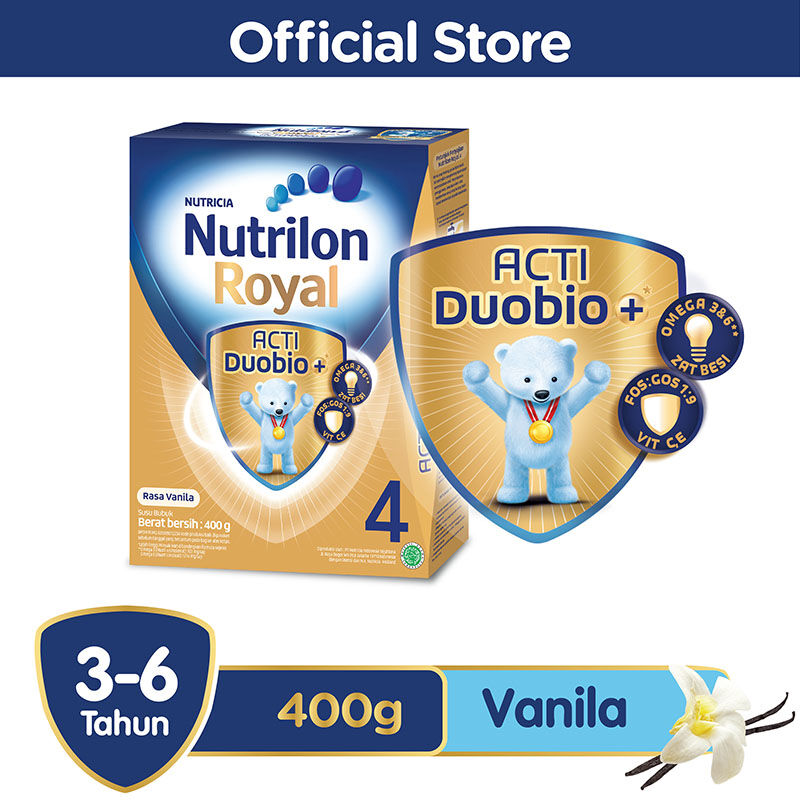 Official Store
Nutrilon
NUTRICIA
Nutrilon
Royal
ACTI
Duobio +
OMEGA 3&6**
ZAT BESI
FOS:GOS 1:9
VIT C,E
Rasa Vanila
Susu Bubuk
Berat bersih : 400 g
4
ACTI
ACTI
Duobio +*
OMEGA 3&6**
ZAT BESI
FOS:GOS 1:9
VIT C,E
3-6
Tahun
400g
Vanila